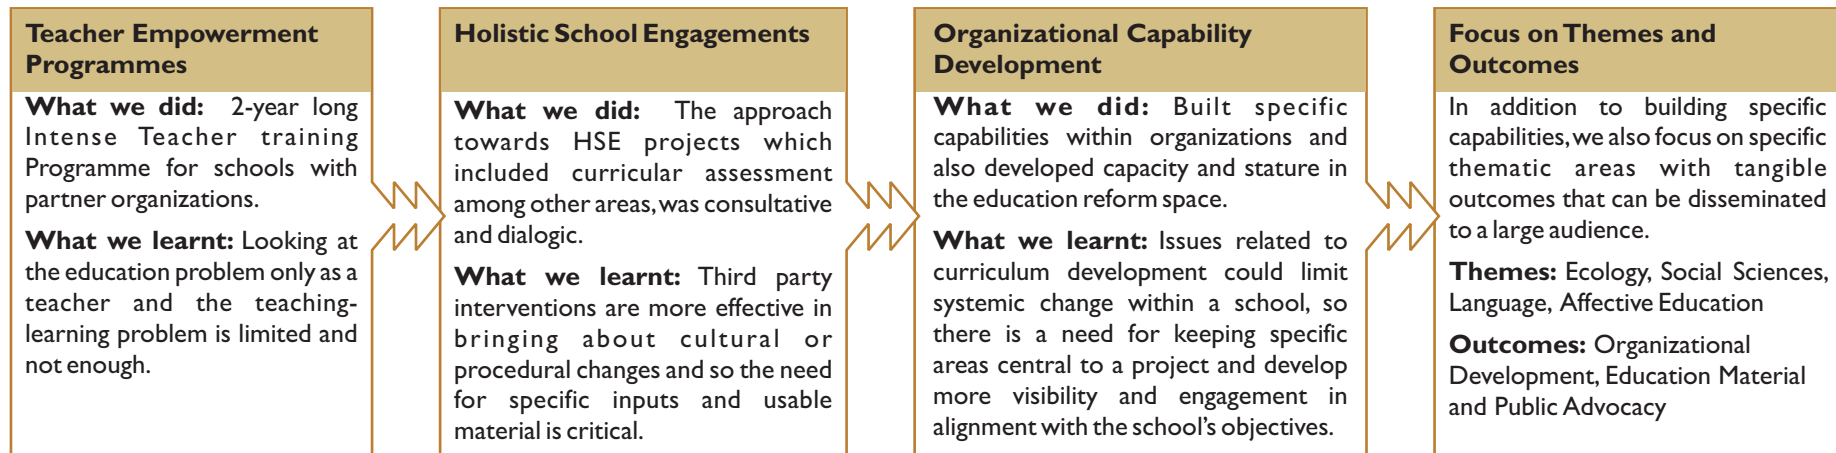 Teacher Empowerment
Programmes
What we did: 2-year long
Intense Teacher training
Programme for schools with
partner organizations.
What we learnt: Looking at
the education problem only as a
teacher and the teaching-
learning problem is limited and
not enough.
Holistic School Engagements
What we did: The approach
towards HSE projects which
included curricular assessment
among other areas, was consultative
and dialogic.
What we learnt: Third party
interventions are more effective in
bringing about cultural or
procedural changes and so the need
for specific inputs and usable
material is critical.
Organizational Capability
Development
What we did: Built specific
capabilities within organizations and
also developed capacity and stature in
the education reform space.
What we learnt: Issues related to
curriculum development could limit
systemic change within a school, so
there is a need for keeping specific
areas central to a project and develop
more visibility and engagement in
alignment with the school's objectives.
Focus on Themes and
Outcomes
In addition to building specific
capabilities, we also focus on specific
thematic areas with tangible
outcomes that can be disseminated
to a large audience.
Themes: Ecology, Social Sciences,
Language, Affective Education
Outcomes: Organizational
Development, Education Material
and Public Advocacy